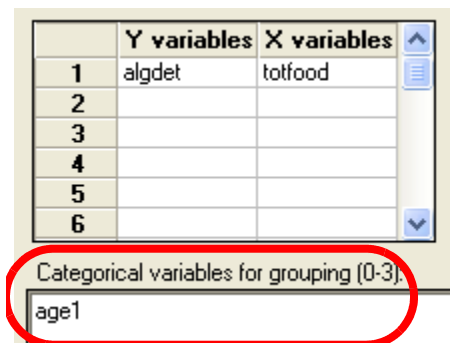 Y variables X variables
1 algdet totfood
2
3
4
5
6
Categorical variables for grouping (0-3):
age1